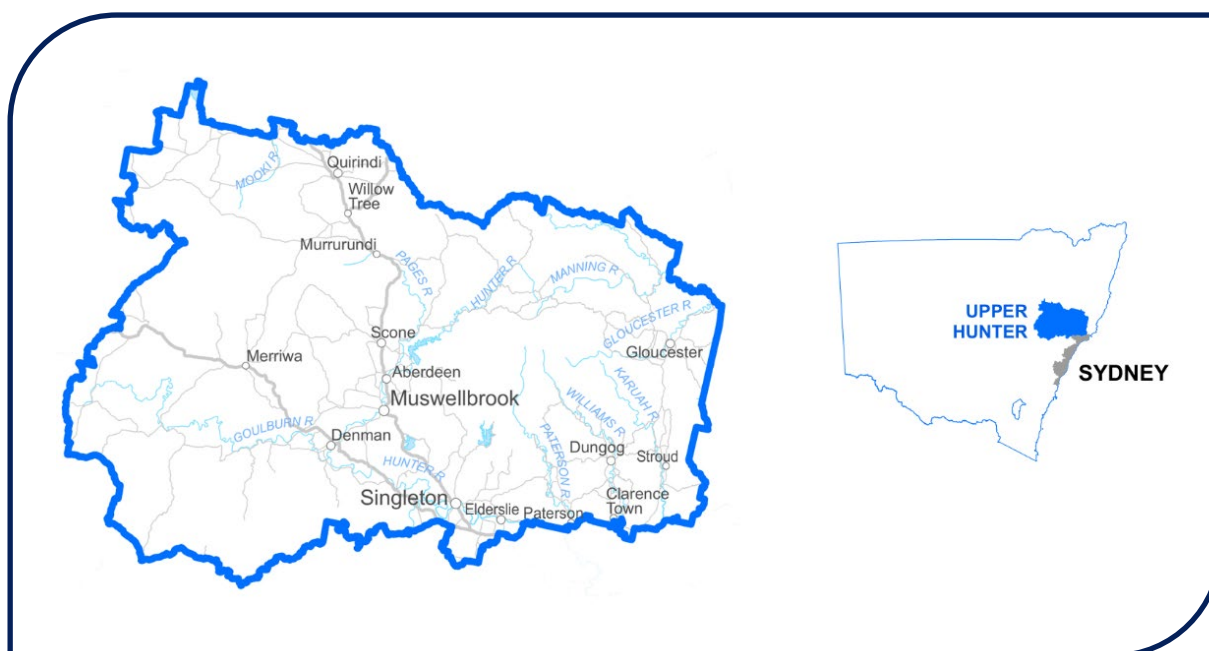 Quirindi
MOOKI R
Willow
Tree
Murrurundi
PAGES R
HUNTER R
MANNING R
GLOUCESTER R
Scone
Gloucester
Merriwa
Aberdeen
KARUAH R
Muswellbrook
WILLIAMS R
GOULBURN R
Denman
PATERSON R
Dungog
Stroud
HUNTER R
Singleton
Clarence
Town
Elderslie
Paterson
UPPER
HUNTER
SYDNEY